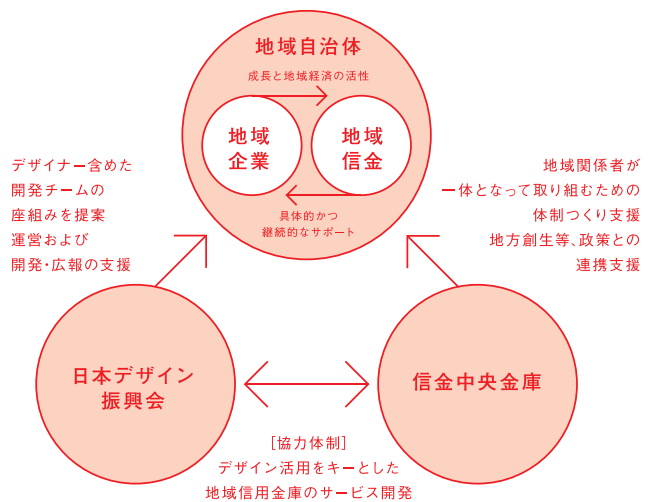 地域自治体
成長と地域経済の活性
地域
企業
地域
信金
具体的かつ
継続的なサポート
デザイナー含めた
開発チームの
座組みを提案
運営および
開発・広報の支援
地域関係者が
一体となって取り組むための
体制つくり支援
地方創生等、政策との
連携支援
日本デザイン
振興会
信金中央金庫
[協力体制]
デザイン活用をキーとした
地域信用金庫のサービス開発